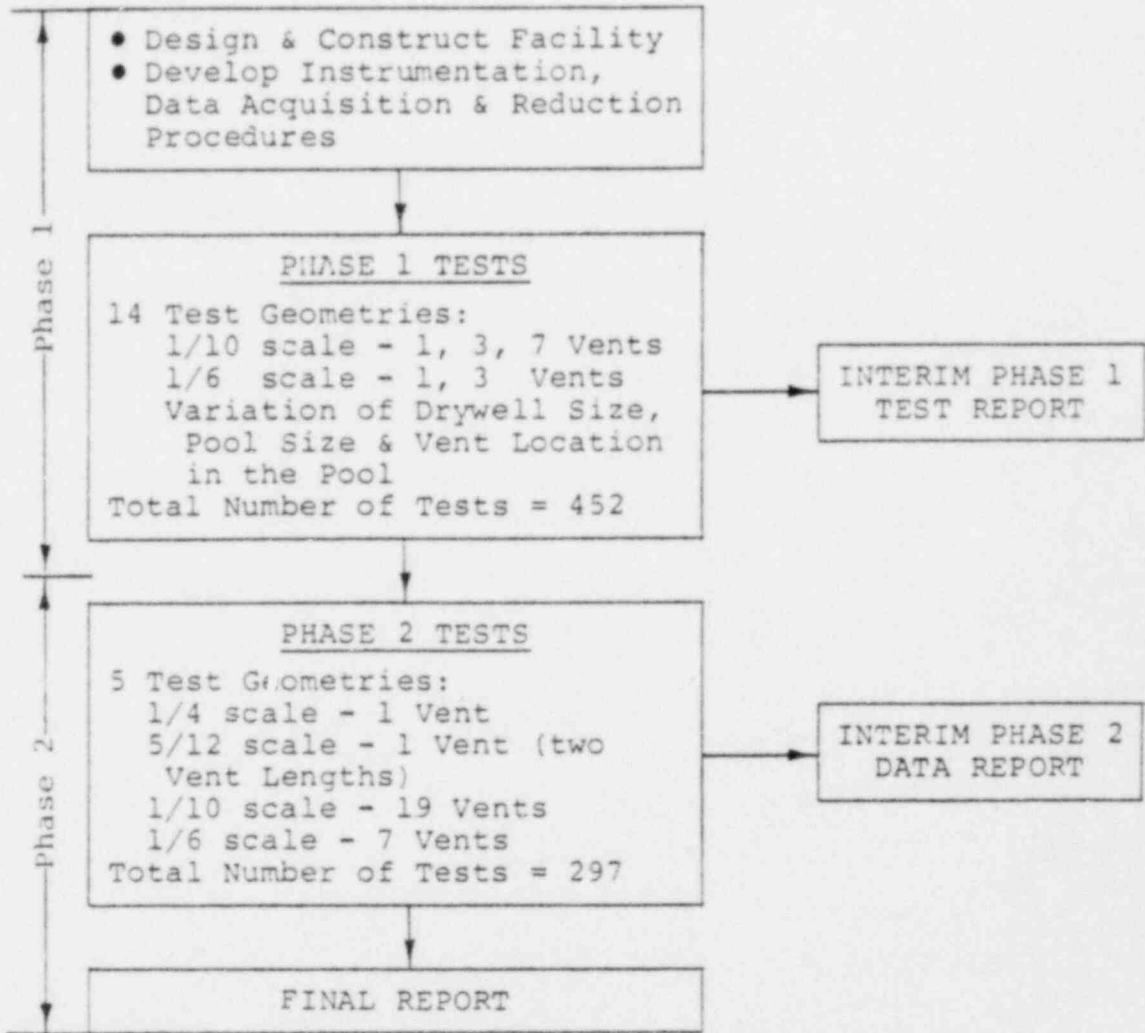 • Design & Construct Facility
• Develop Instrumentation,
Data Acquisition & Reduction
Procedures
Phase 1
PHASE 1 TESTS
14 Test Geometries:
1/10 scale - 1, 3, 7 Vents
1/6 scale - 1, 3 Vents
Variation of Drywell Size,
Pool Size & Vent Location
in the Pool
Total Number of Tests = 452
INTERIM PHASE 1
TEST REPORT
Phase 2
PHASE 2 TESTS
5 Test Geometries:
1/4 scale - 1 Vent
5/12 scale - 1 Vent (two
Vent Lengths)
1/10 scale - 19 Vents
1/6 scale - 7 Vents
Total Number of Tests = 297
INTERIM PHASE 2
DATA REPORT
FINAL REPORT